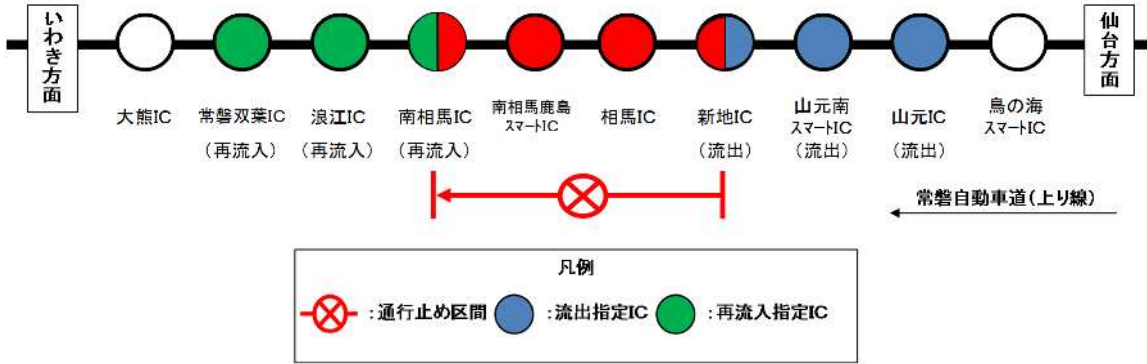 いわき方面
仙台方面
大熊IC
常磐双葉IC
(再流入)
浪江IC
(再流入)
南相馬IC
(再流入)
南相馬鹿島
スマートIC
相馬IC
新地IC
(流出)
山元南
スマートIC
(流出)
山元IC
(流出)
鳥の海
スマートIC
常磐自動車道(上り線)
凡例
:通行止め区間
:流出指定IC
:再流入指定IC